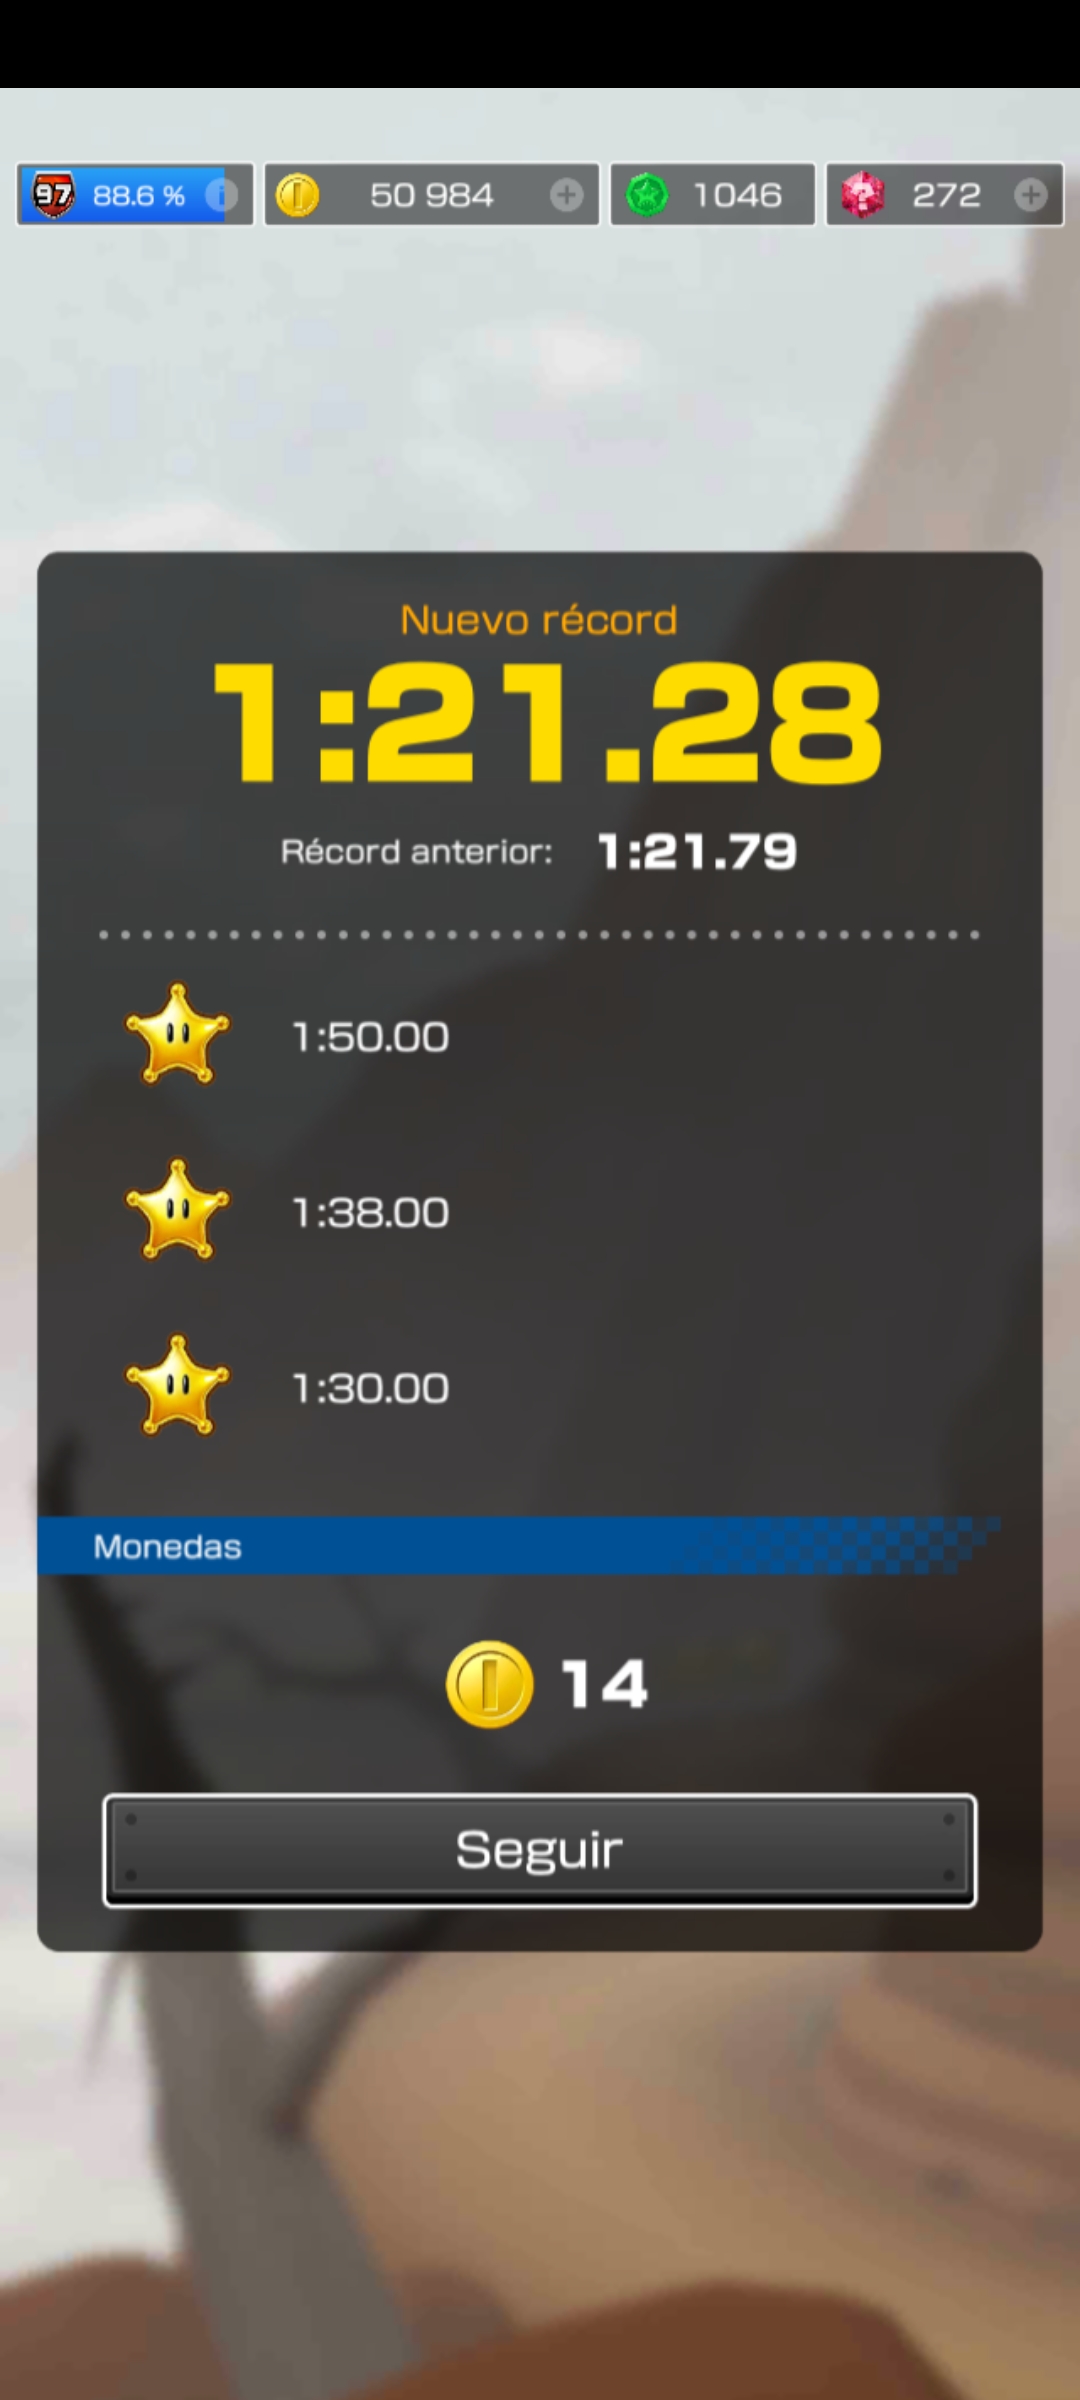 97 88.6 % i 50 984 + 1046 272 +
Nuevo récord
1:21.28
Récord anterior: 1:21.79
1:50.00
1:38.00
1:30.00
Monedas
14
Seguir